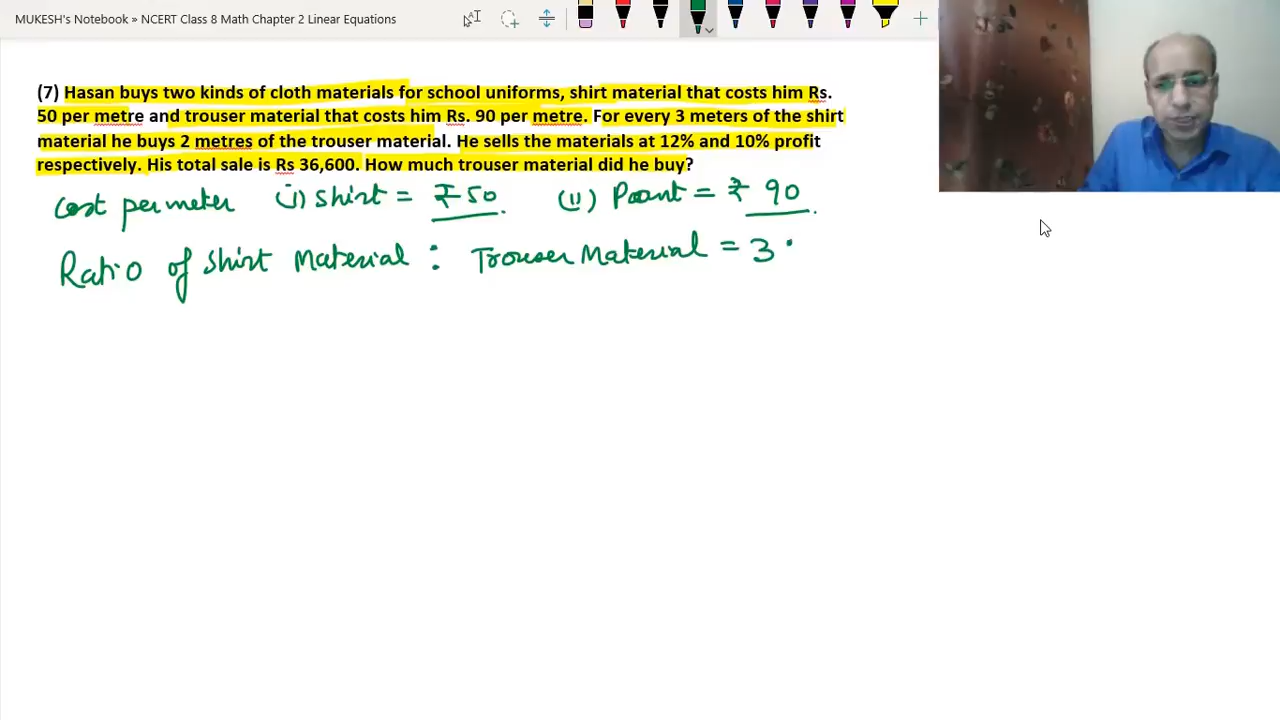 MUKESH's Notebook » NCERT Class 8 Math Chapter 2 Linear Equations
(7) Hasan buys two kinds of cloth materials for school uniforms, shirt material that costs him Rs.
50 per metre and trouser material that costs him Rs. 90 per metre. For every 3 meters of the shirt
material he buys 2 metres of the trouser material. He sells the materials at 12% and 10% profit
respectively. His total sale is Rs 36,600. How much trouser material did he buy?
Cost per meter (i) Shirt = ₹50 (ii) Paant = ₹ 90
Ratio of Shirt Material : Trouser Material = 3